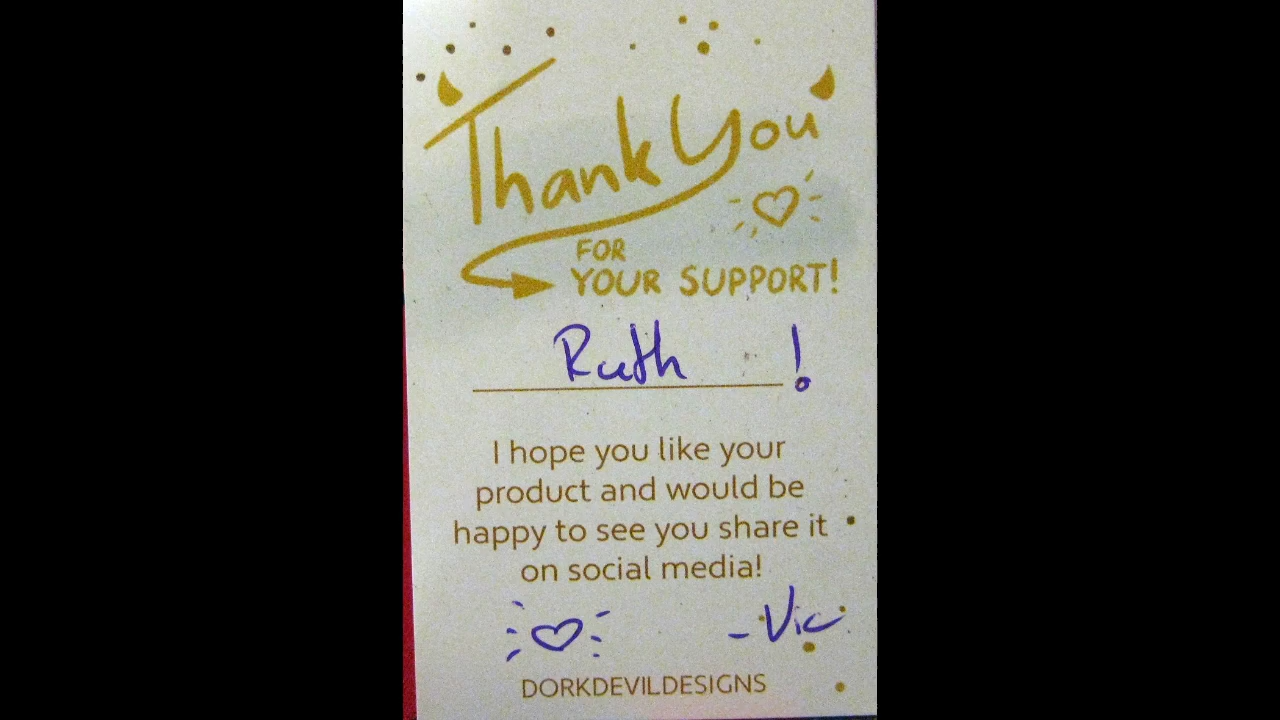 Thank You
FOR
YOUR SUPPORT!
Ruth !
I hope you like your
product and would be
happy to see you share it
on social media!
- Vic
DORKDEVILDESIGNS